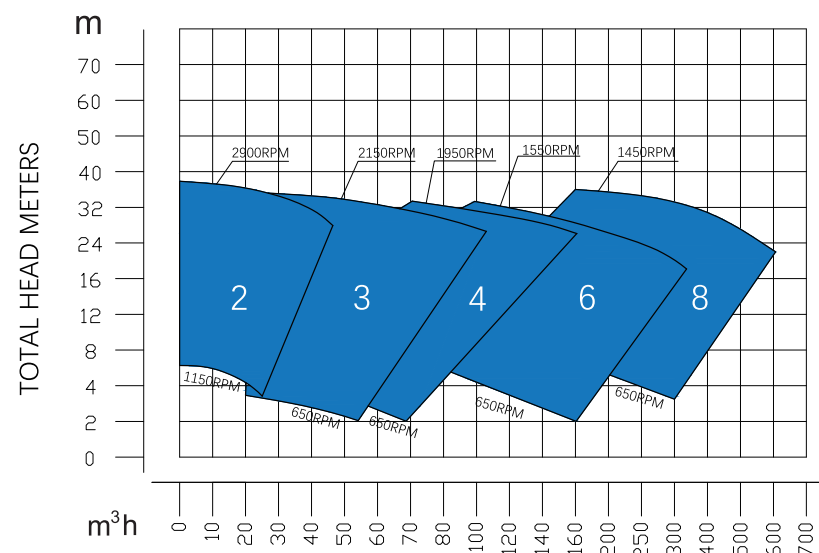 m
TOTAL HEAD METERS
70
60
50
40
32
24
16
12
8
4
2
0
2900RPM
2150RPM
1950RPM
1550RPM
1450RPM
2
3
4
6
8
1150RPM
650RPM
650RPM
650RPM
650RPM
m³h
0 10 20 30 40 50 60 70 80 100 120 140 160 200 250 300 400 500 600 700